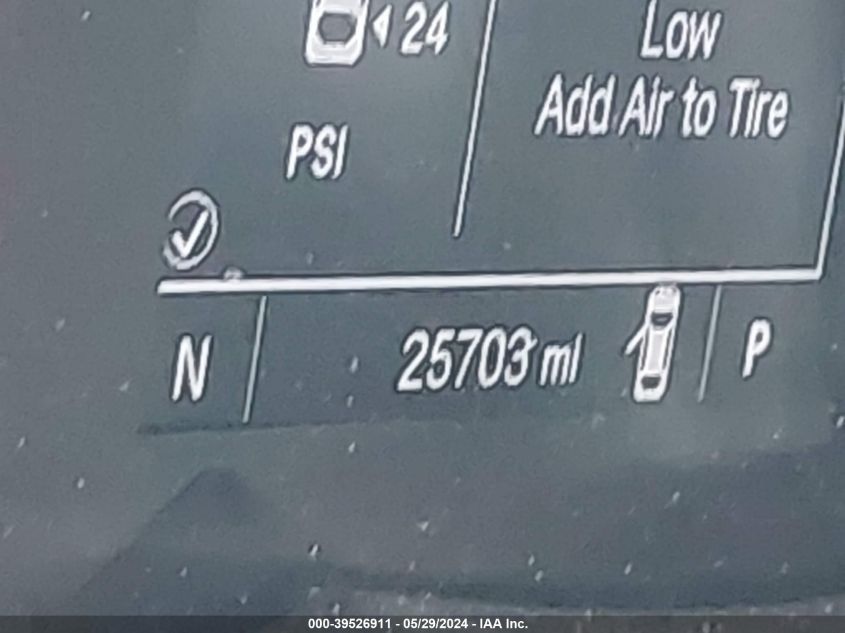 24
Low
Add Air to Tire
PSI
N
25703 mi
P
000-39526911 - 05/29/2024 - IAA Inc.